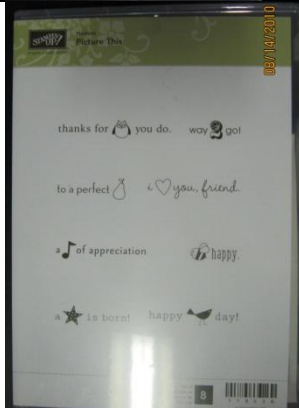 08/14/2010
STAMPIN' UP!
Picture This
thanks for you do.
way go!
to a perfect
i you, friend.
a of appreciation
happy.
a is born!
happy day!
8